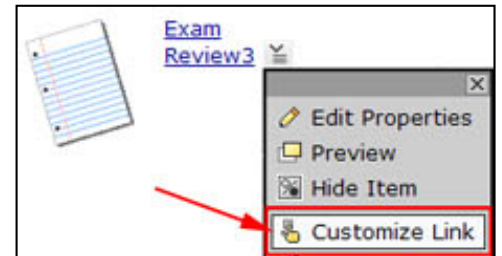 Exam
Review3
Edit Properties
Preview
Hide Item
Customize Link